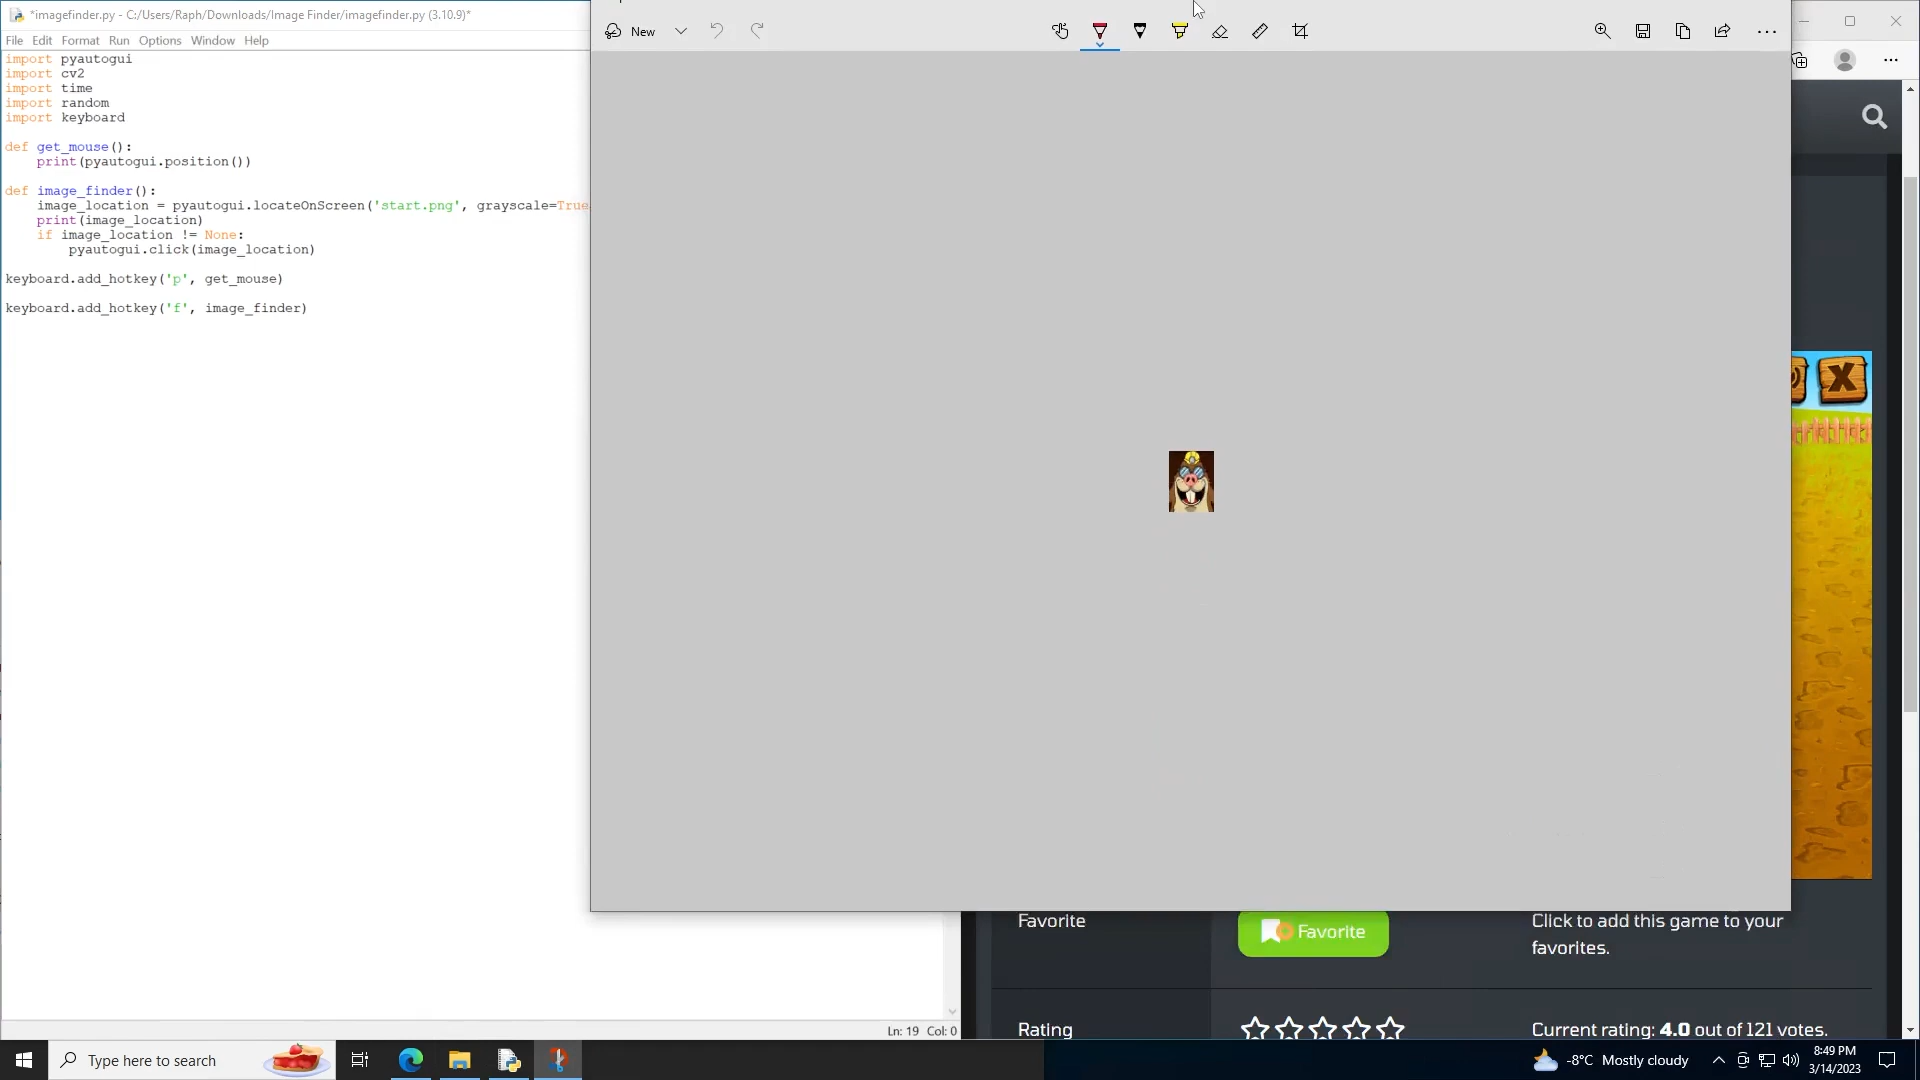 *imagefinder.py - C:/Users/Raph/Downloads/Image Finder/imagefinder.py (3.10.9)*
File Edit Format Run Options Window Help
import pyautogui
import cv2
import time
import random
import keyboard
def get_mouse():
    print(pyautogui.position())
def image_finder():
    image_location = pyautogui.locateOnScreen('start.png', grayscale=True
    print(image_location)
    if image_location != None:
        pyautogui.click(image_location)
keyboard.add_hotkey('p', get_mouse)
keyboard.add_hotkey('f', image_finder)
Ln: 19 Col: 0
New
X
Favorite
Favorite
Click to add this game to your
favorites.
Rating
Current rating: 4.0 out of 121 votes.
Type here to search
-8°C Mostly cloudy
8:49 PM
3/14/2023